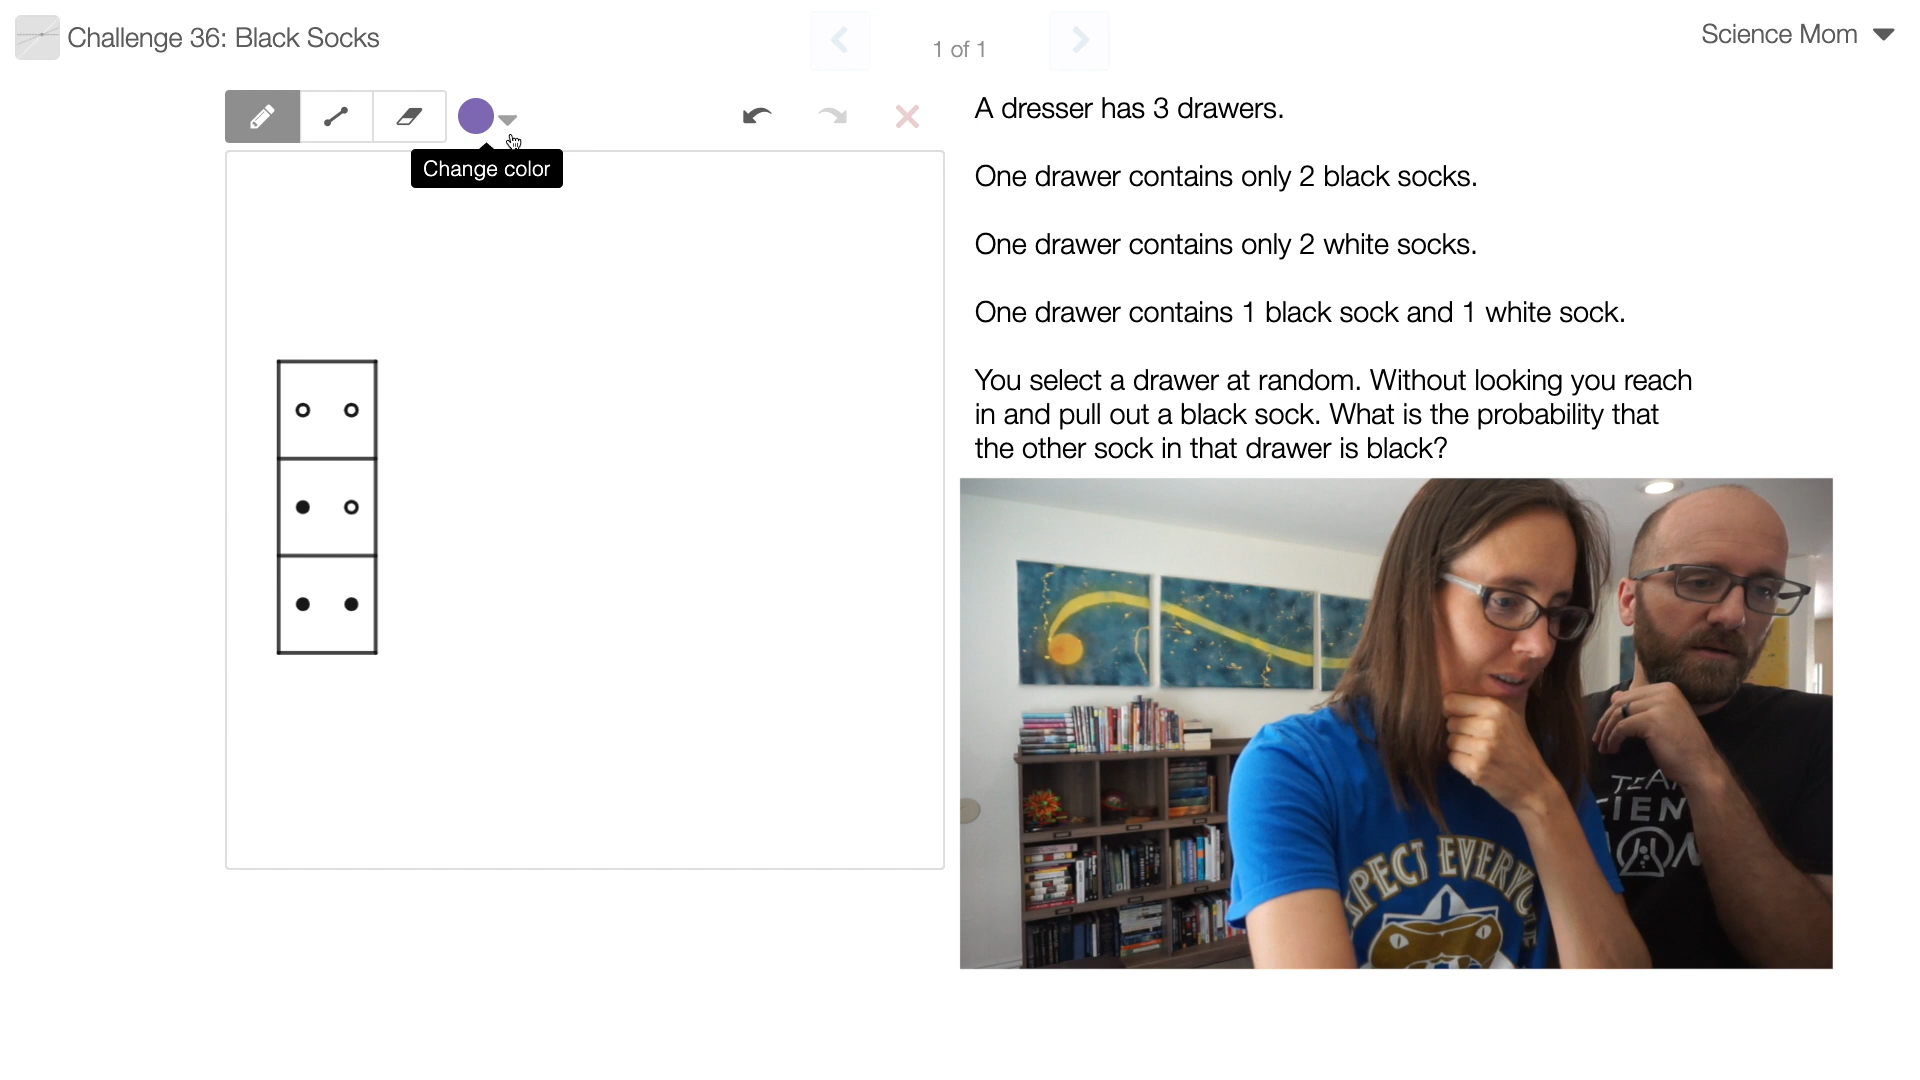 Challenge 36: Black Socks
1 of 1
Science Mom
Change color
A dresser has 3 drawers.
One drawer contains only 2 black socks.
One drawer contains only 2 white socks.
One drawer contains 1 black sock and 1 white sock.
You select a drawer at random. Without looking you reach
in and pull out a black sock. What is the probability that
the other sock in that drawer is black?